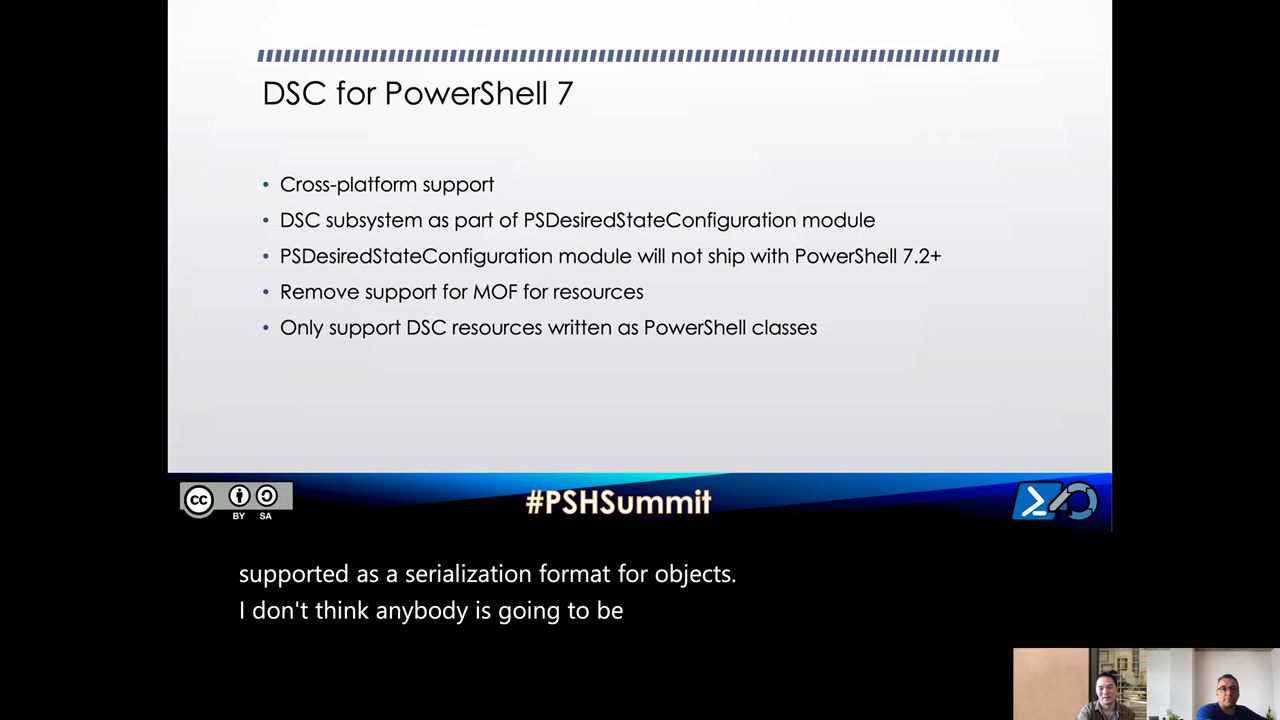 DSC for PowerShell 7
• Cross-platform support
• DSC subsystem as part of PSDesiredStateConfiguration module
• PSDesiredStateConfiguration module will not ship with PowerShell 7.2+
• Remove support for MOF for resources
• Only support DSC resources written as PowerShell classes
cc
BY SA
#PSHSummit
supported as a serialization format for objects.
I don't think anybody is going to be